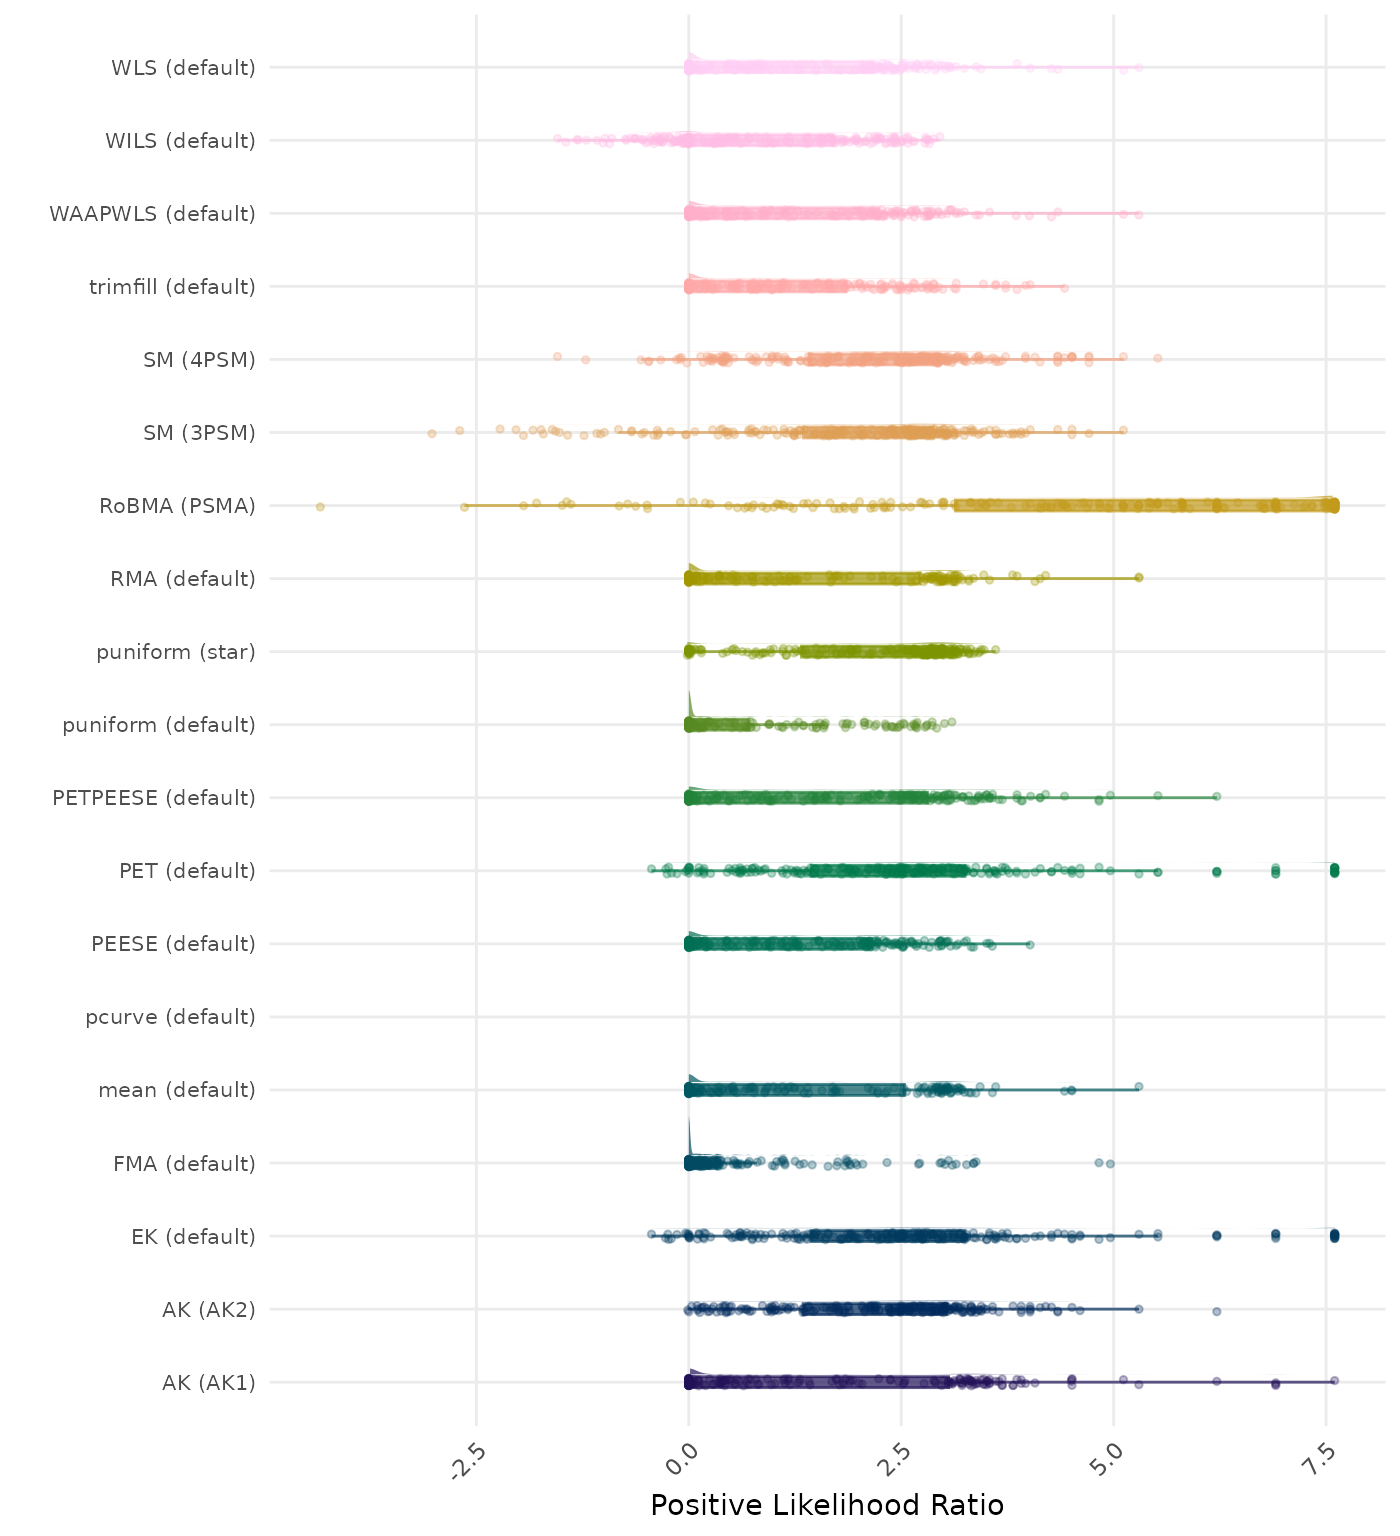 WLS (default)
WILS (default)
WAAPWLS (default)
trimfill (default)
SM (4PSM)
SM (3PSM)
RoBMA (PSMA)
RMA (default)
puniform (star)
puniform (default)
PETPEESE (default)
PET (default)
PEESE (default)
pcurve (default)
mean (default)
FMA (default)
EK (default)
AK (AK2)
AK (AK1)
-2.5 0.0 2.5 5.0 7.5
Positive Likelihood Ratio